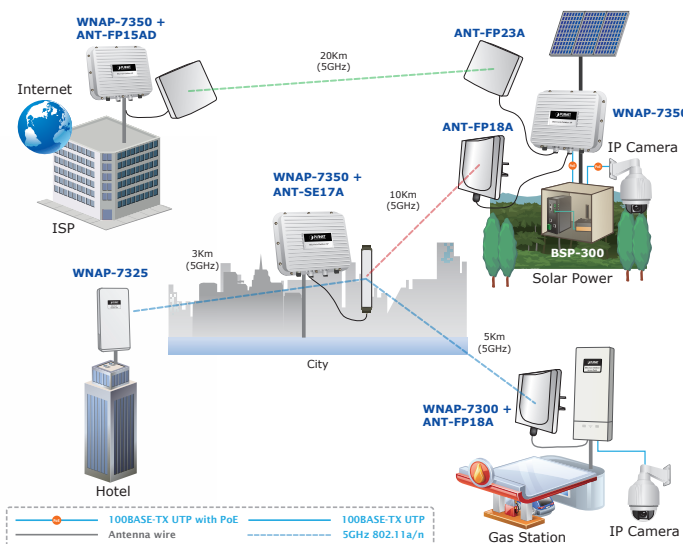 WNAP-7350 +
ANT-FP15AD
ANT-FP23A
20Km
(5GHz)
Internet
WNAP-7350
ANT-FP18A
IP Camera
WNAP-7350 +
ANT-SE17A
10Km
(5GHz)
ISP
3Km
(5GHz)
BSP-300
WNAP-7325
Solar Power
5Km
(5GHz)
City
WNAP-7300 +
ANT-FP18A
Hotel
100BASE-TX UTP with PoE
100BASE-TX UTP
Antenna wire
5GHz 802.11a/n
Gas Station
IP Camera